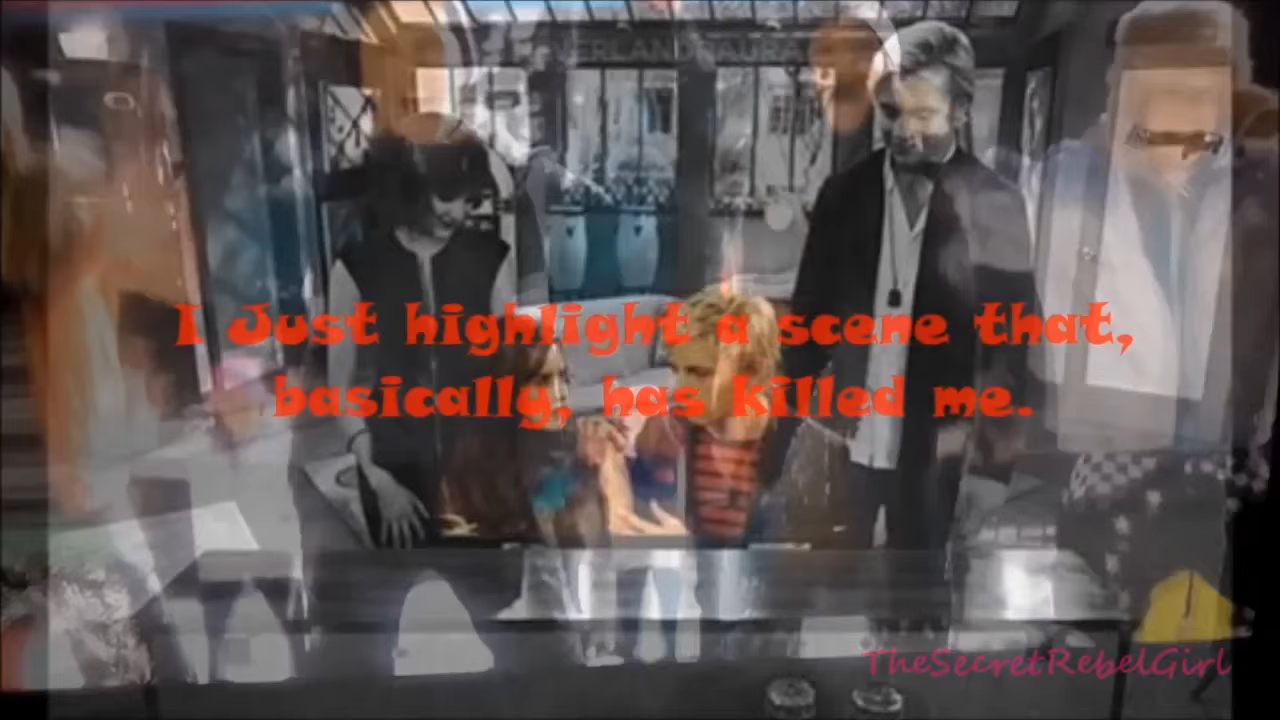 I Just highlight a scene that,
basically, has killed me.
TheSecretRebelGirl